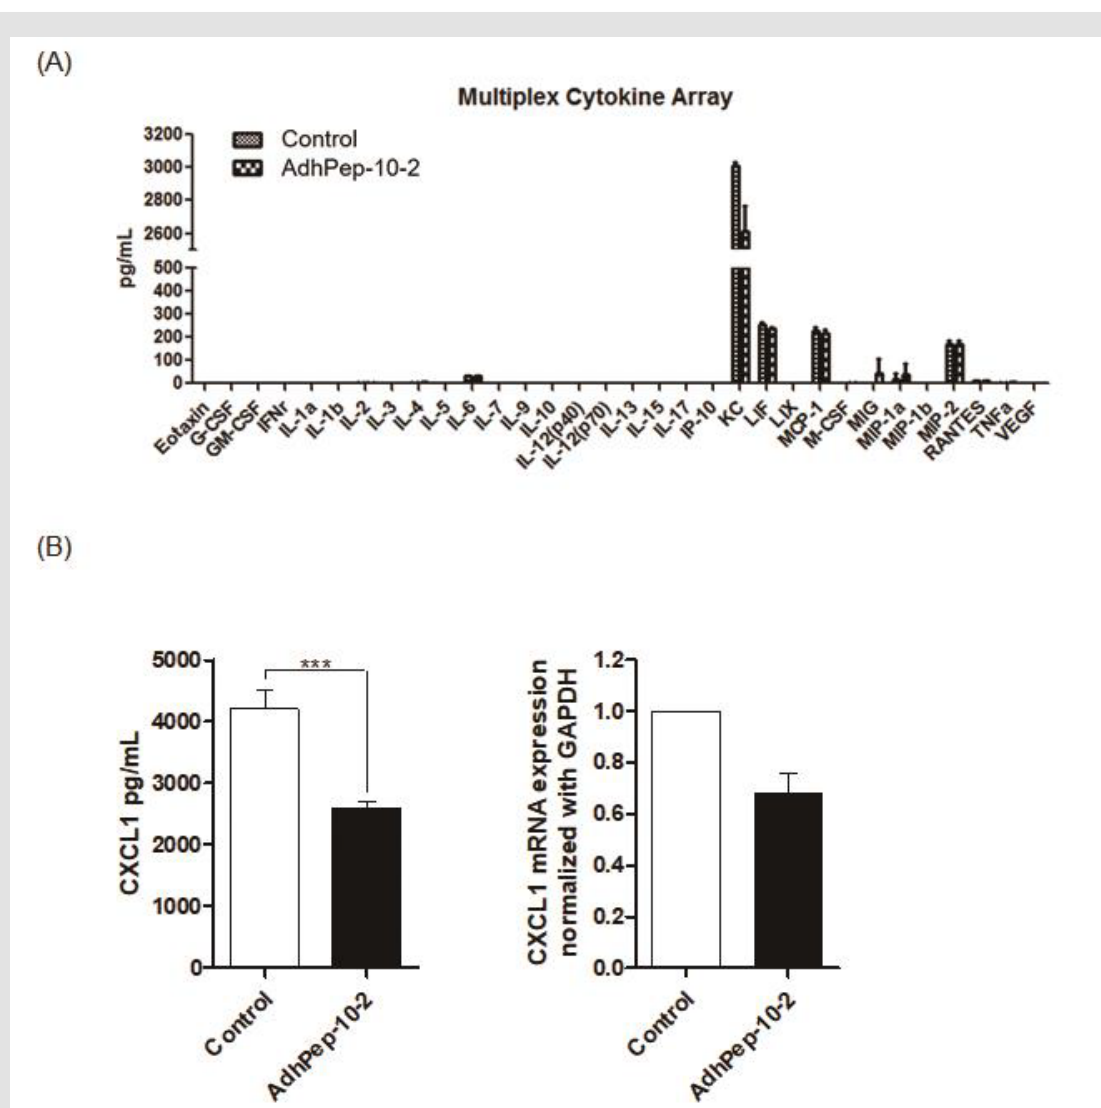 (A)
Multiplex Cytokine Array
Control
AdhPep-10-2
3200
3000
2800
2600
500
400
300
200
100
0
pg/mL
Eotaxin
G-CSF
GM-CSF
IFNr
IL-1a
IL-1b
IL-2
IL-3
IL-4
IL-5
IL-6
IL-7
IL-9
IL-10
IL-12(p40)
IL-12(p70)
IL-13
IL-15
IL-17
IP-10
KC
LIF
LIX
MCP-1
M-CSF
MIG
MIP-1a
MIP-1b
MIP-2
RANTES
TNFa
VEGF
(B)
CXCL1 pg/mL
5000
4000
3000
2000
1000
0
***
Control
AdhPep-10-2
CXCL1 mRNA expression
normalized with GAPDH
1.2
1.0
0.8
0.6
0.4
0.2
0.0
Control
AdhPep-10-2